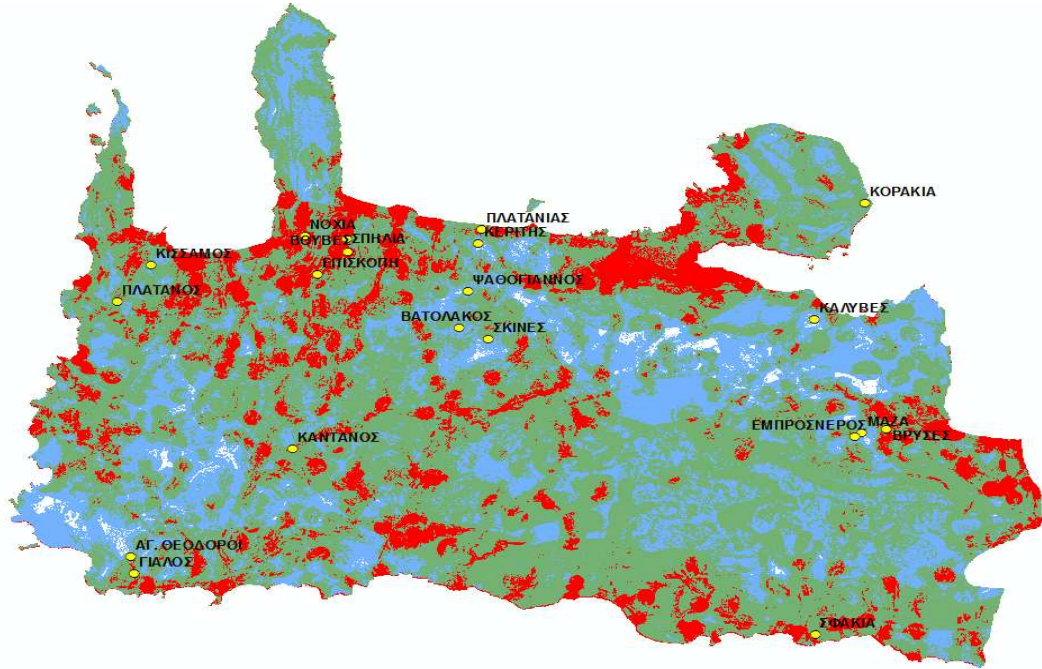 ΚΟΡΑΚΙΑ
ΠΛΑΤΑΝΙΑΣ
ΝΟΧΙΑ
ΚΕΡΙΤΗΣ
ΒΟΥΒΕΣ
ΣΠΗΛΙΑ
ΚΙΣΣΑΜΟΣ
ΕΠΙΣΚΟΠΗ
ΠΛΑΤΑΝΟΣ
ΨΑΘΟΓΙΑΝΝΟΣ
ΚΑΛΥΒΕΣ
ΒΑΤΟΛΑΚΟΣ
ΣΚΙΝΕΣ
ΕΜΠΡΟΣΝΕΡΟΣ
ΜΑΖΑ
ΒΡΥΣΕΣ
ΚΑΝΤΑΝΟΣ
ΑΓ. ΘΕΟΔΩΡΟΙ
ΓΙΑΛΟΣ
ΣΦΑΚΙΑ